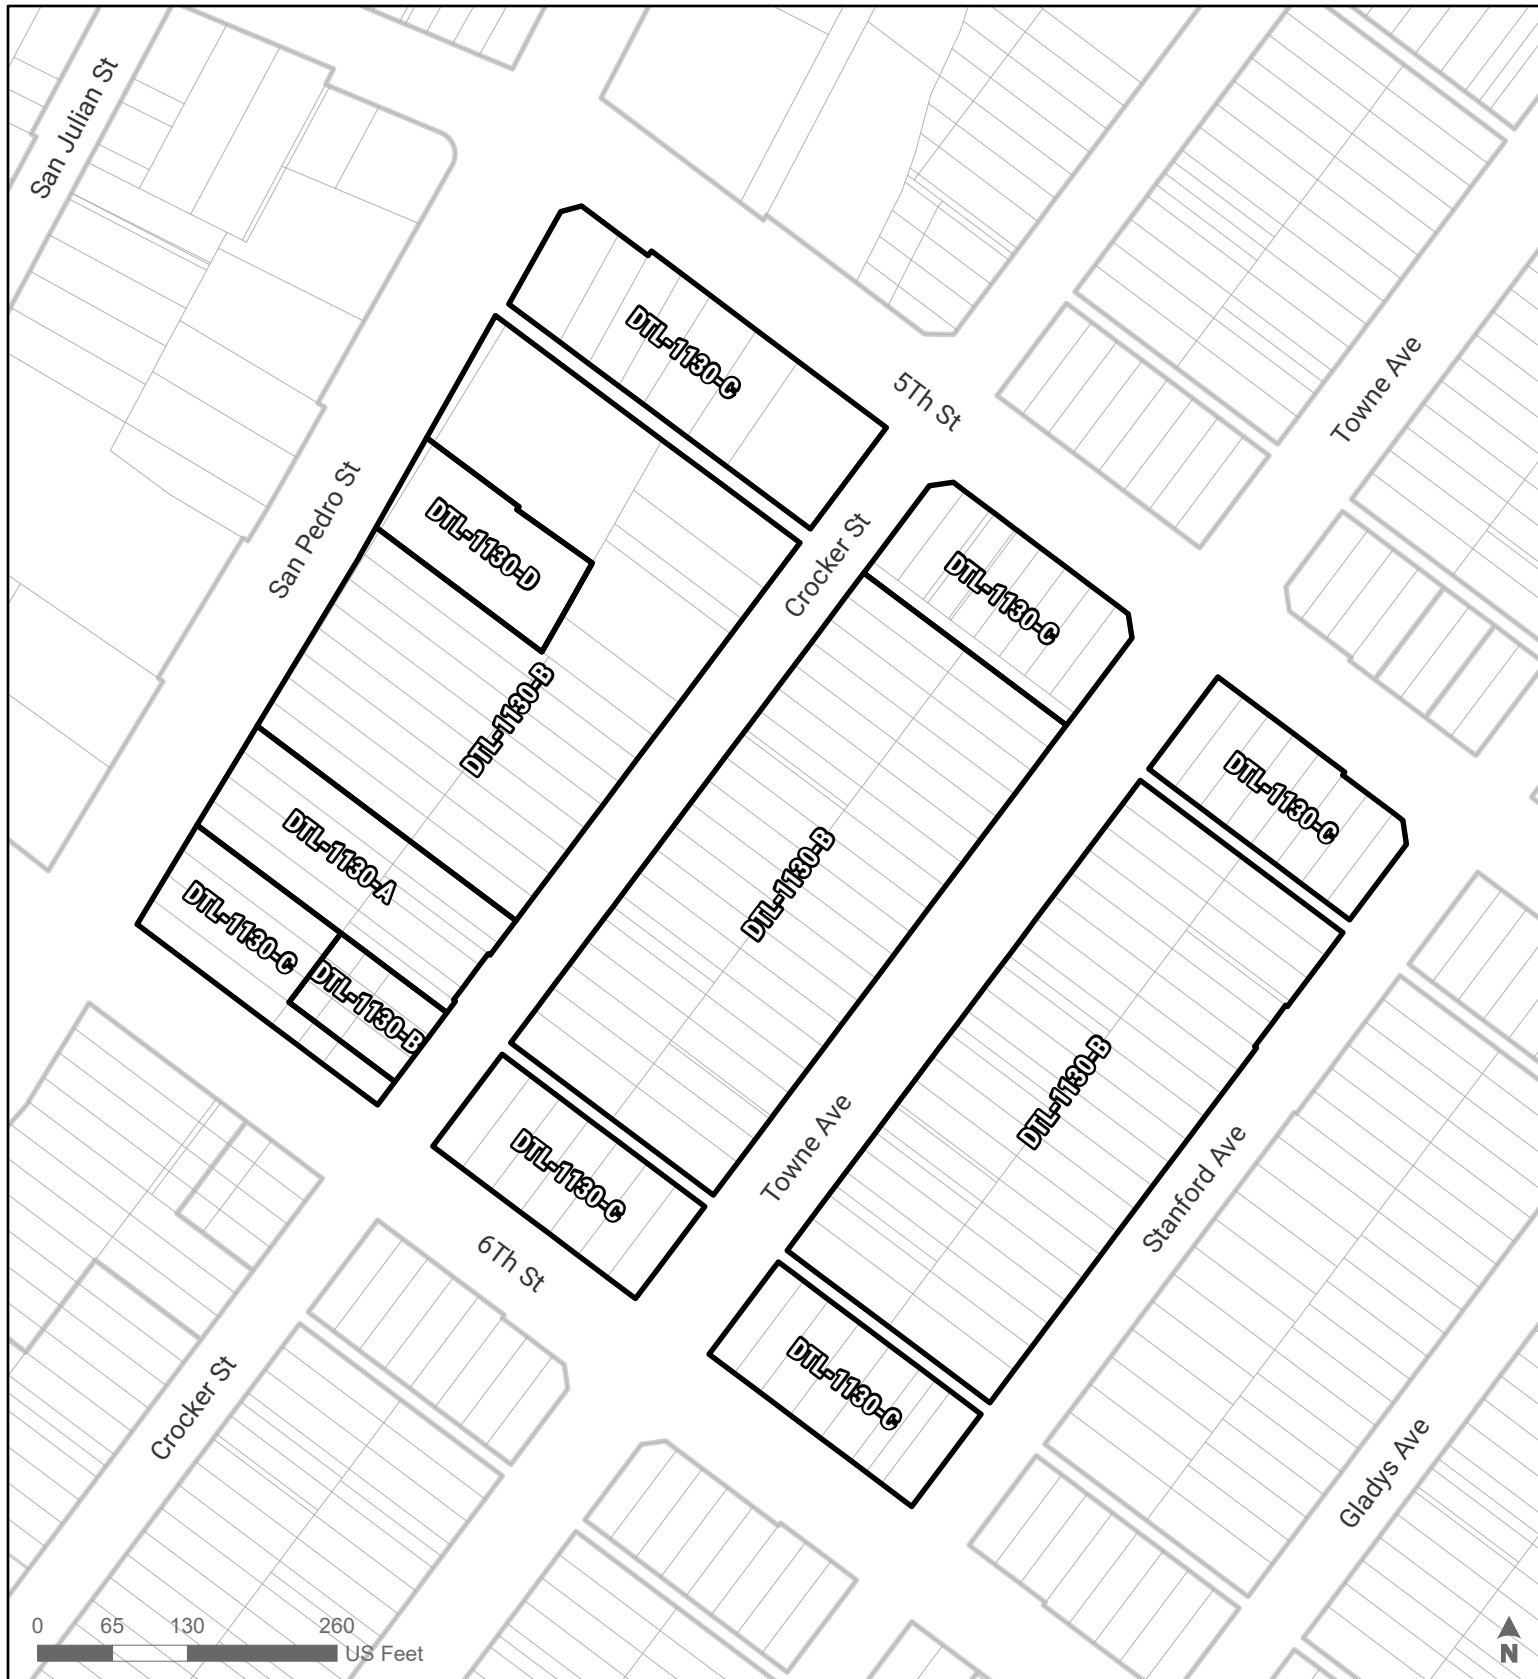 San Julian St
DTL-1130-C
5Th St
Towne Ave
San Pedro St
DTL-1130-D
Crocker St
DTL-1130-C
DTL-1130-B
DTL-1130-C
DTL-1130-A
DTL-1130-B
DTL-1130-C
DTL-1130-B
DTL-1130-B
Towne Ave
DTL-1130-C
Stanford Ave
6Th St
DTL-1130-C
Crocker St
Gladys Ave
0 65 130 260
US Feet
N